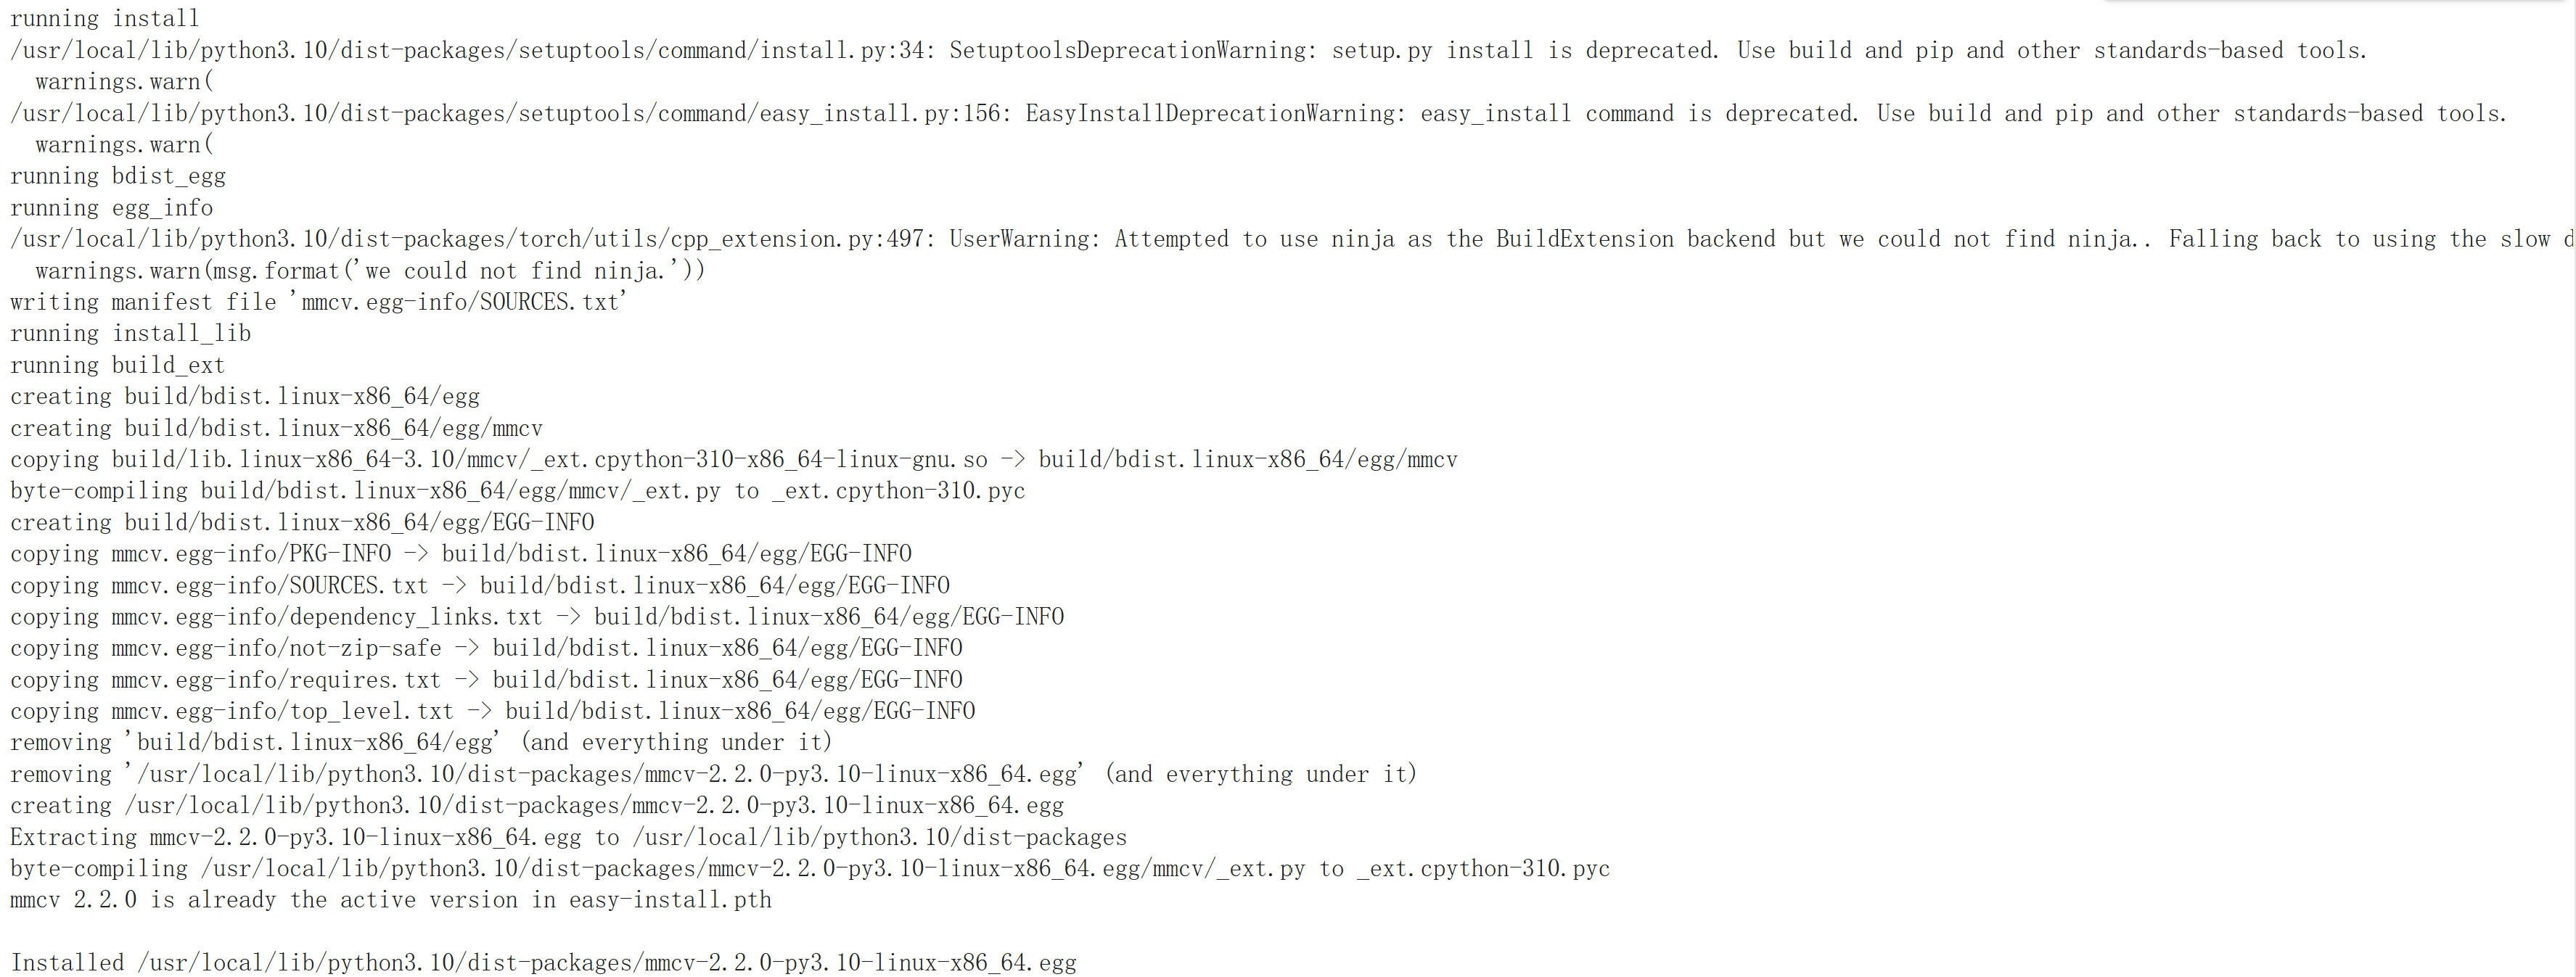 running install
/usr/local/lib/python3.10/dist-packages/setuptools/command/install.py:34: SetuptoolsDeprecationWarning: setup.py install is deprecated. Use build and pip and other standards-based tools.
  warnings.warn(
/usr/local/lib/python3.10/dist-packages/setuptools/command/easy_install.py:156: EasyInstallDeprecationWarning: easy_install command is deprecated. Use build and pip and other standards-based tools.
  warnings.warn(
running bdist_egg
running egg_info
/usr/local/lib/python3.10/dist-packages/torch/utils/cpp_extension.py:497: UserWarning: Attempted to use ninja as the BuildExtension backend but we could not find ninja.. Falling back to using the slow d
  warnings.warn(msg.format('we could not find ninja.'))
writing manifest file 'mmcv.egg-info/SOURCES.txt'
running install_lib
running build_ext
creating build/bdist.linux-x86_64/egg
creating build/bdist.linux-x86_64/egg/mmcv
copying build/lib.linux-x86_64-3.10/mmcv/_ext.cpython-310-x86_64-linux-gnu.so -> build/bdist.linux-x86_64/egg/mmcv
byte-compiling build/bdist.linux-x86_64/egg/mmcv/_ext.py to _ext.cpython-310.pyc
creating build/bdist.linux-x86_64/egg/EGG-INFO
copying mmcv.egg-info/PKG-INFO -> build/bdist.linux-x86_64/egg/EGG-INFO
copying mmcv.egg-info/SOURCES.txt -> build/bdist.linux-x86_64/egg/EGG-INFO
copying mmcv.egg-info/dependency_links.txt -> build/bdist.linux-x86_64/egg/EGG-INFO
copying mmcv.egg-info/not-zip-safe -> build/bdist.linux-x86_64/egg/EGG-INFO
copying mmcv.egg-info/requires.txt -> build/bdist.linux-x86_64/egg/EGG-INFO
copying mmcv.egg-info/top_level.txt -> build/bdist.linux-x86_64/egg/EGG-INFO
removing 'build/bdist.linux-x86_64/egg' (and everything under it)
removing '/usr/local/lib/python3.10/dist-packages/mmcv-2.2.0-py3.10-linux-x86_64.egg' (and everything under it)
creating /usr/local/lib/python3.10/dist-packages/mmcv-2.2.0-py3.10-linux-x86_64.egg
Extracting mmcv-2.2.0-py3.10-linux-x86_64.egg to /usr/local/lib/python3.10/dist-packages
byte-compiling /usr/local/lib/python3.10/dist-packages/mmcv-2.2.0-py3.10-linux-x86_64.egg/mmcv/_ext.py to _ext.cpython-310.pyc
mmcv 2.2.0 is already the active version in easy-install.pth

Installed /usr/local/lib/python3.10/dist-packages/mmcv-2.2.0-py3.10-linux-x86_64.egg